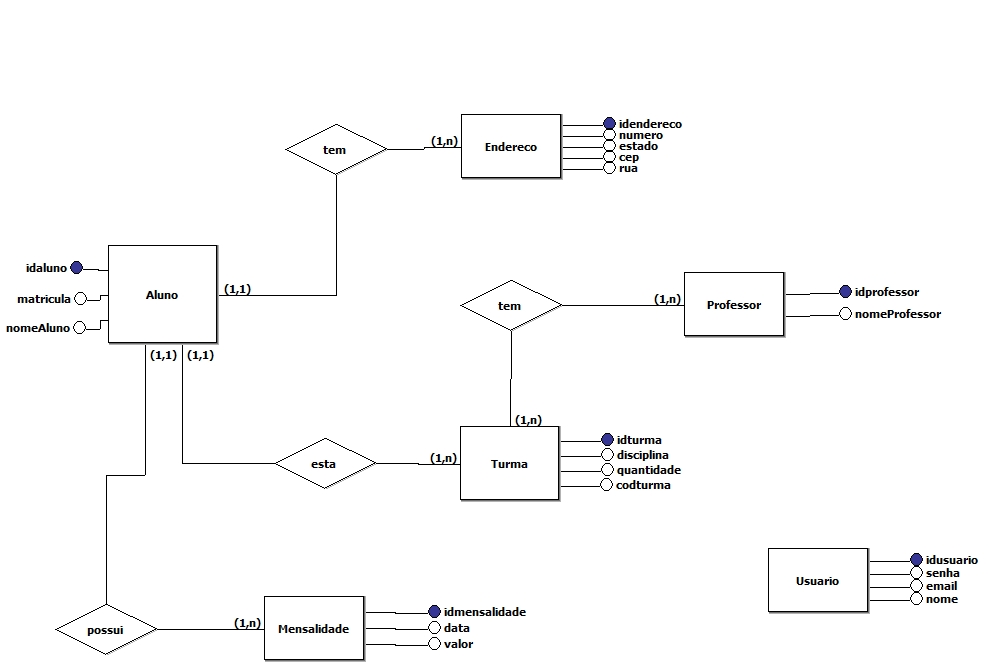 tem
(1,n)
Endereco
idendereco
numero
estado
cep
rua
idaluno
matricula
nomeAluno
Aluno
(1,1)
(1,1)
(1,1)
tem
(1,n)
Professor
idprofessor
nomeProfessor
(1,n)
esta
(1,n)
Turma
idturma
disciplina
quantidade
codturma
Usuario
idusuario
senha
email
nome
possui
(1,n)
Mensalidade
idmensalidade
data
valor